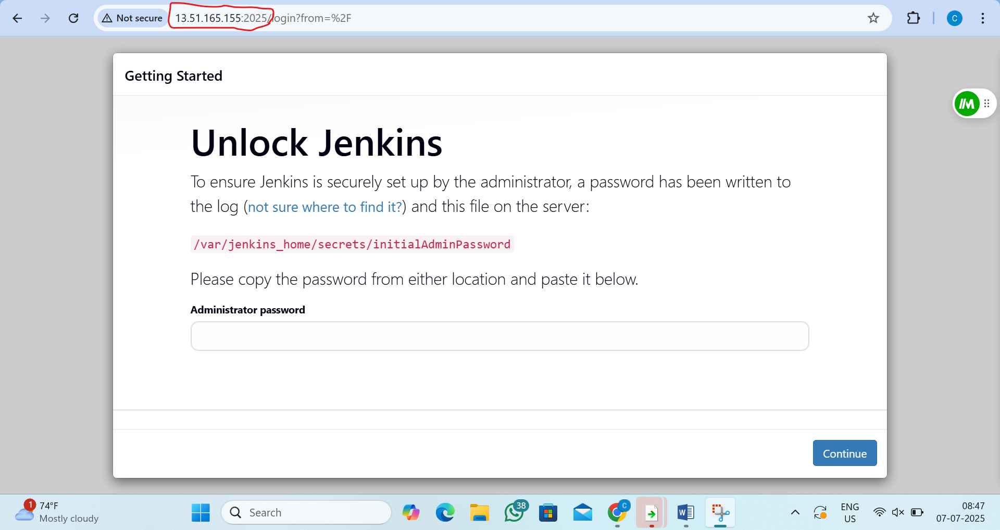 Not secure
13.51.165.155:2025/login?from=%2F
C
Getting Started
Unlock Jenkins
To ensure Jenkins is securely set up by the administrator, a password has been written to
the log (not sure where to find it?) and this file on the server:
/var/jenkins_home/secrets/initialAdminPassword
Please copy the password from either location and paste it below.
Administrator password
Continue
1
74°F
Mostly cloudy
Search
38
C
W
ENG
US
08:47
07-07-2025